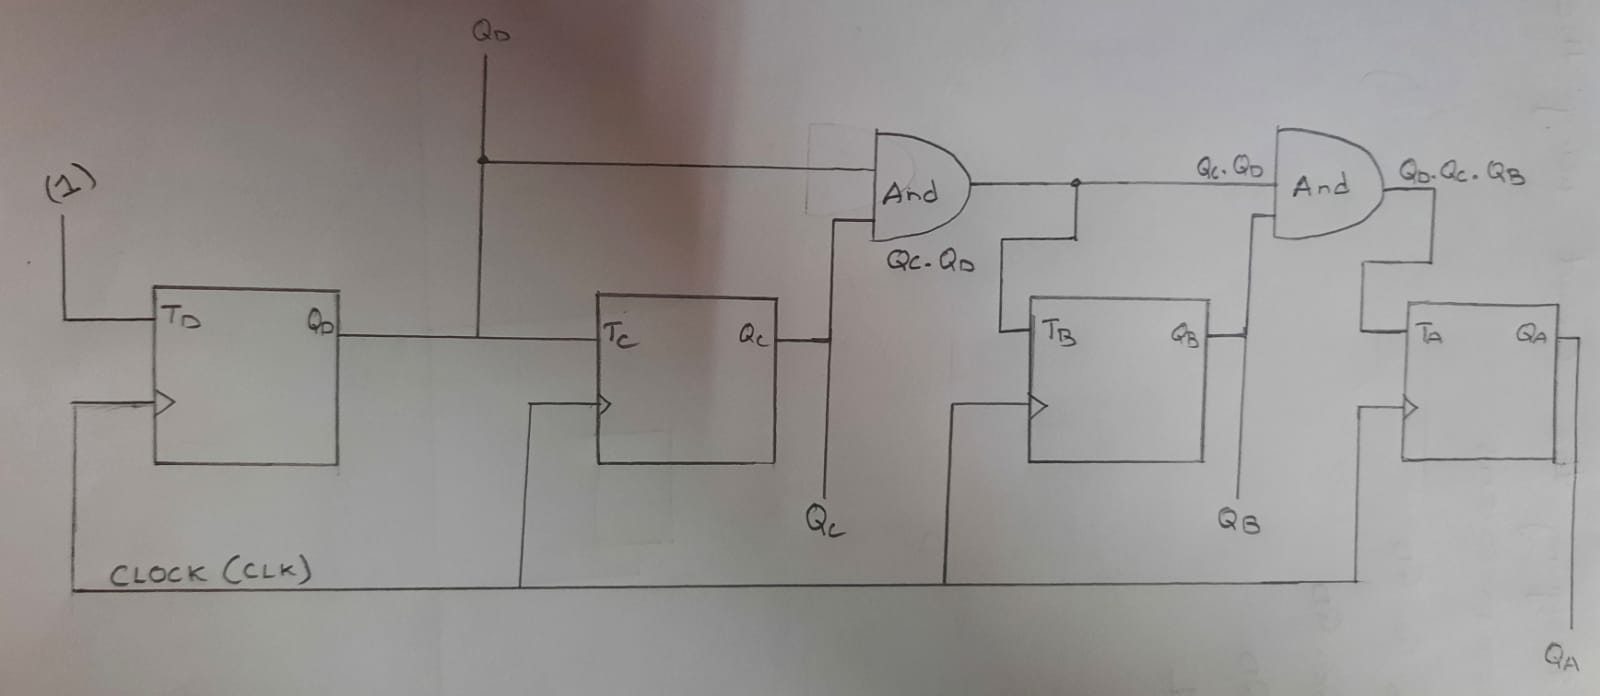 QD
(1)
And
QC.QD
QC.QD
And
QD.QC.QB
TD
QD
TC
QC
TB
QB
TA
QA
QC
QB
CLOCK (CLK)
QA